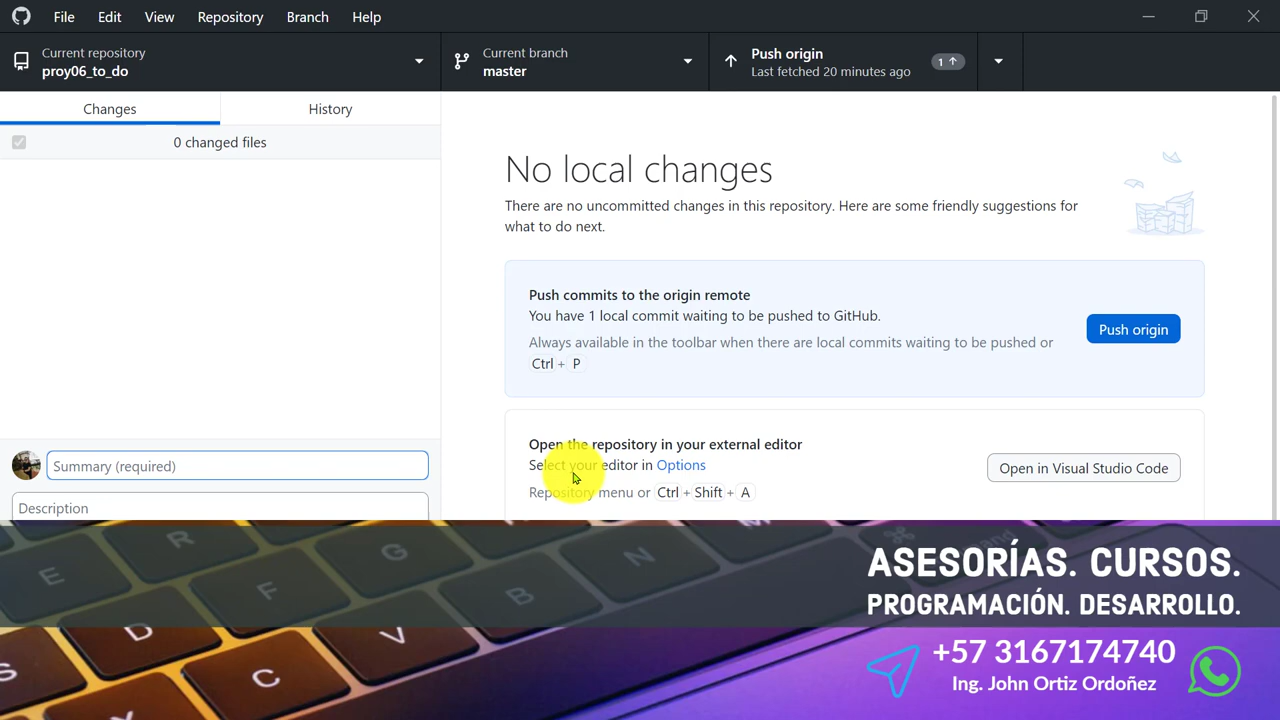 File Edit View Repository Branch Help
Current repository
proy06_to_do
Current branch
master
Push origin
Last fetched 20 minutes ago
1
Changes History
0 changed files
No local changes
There are no uncommitted changes in this repository. Here are some friendly suggestions for
what to do next.
Push commits to the origin remote
You have 1 local commit waiting to be pushed to GitHub.
Always available in the toolbar when there are local commits waiting to be pushed or
Ctrl + P
Push origin
Open the repository in your external editor
Select your editor in Options
Repository menu or Ctrl + Shift + A
Open in Visual Studio Code
Summary (required)
Description
ASESORÍAS. CURSOS.
PROGRAMACIÓN. DESARROLLO.
+57 3167174740
Ing. John Ortiz Ordoñez
E
R
F
G
B
N
D
C
V
S